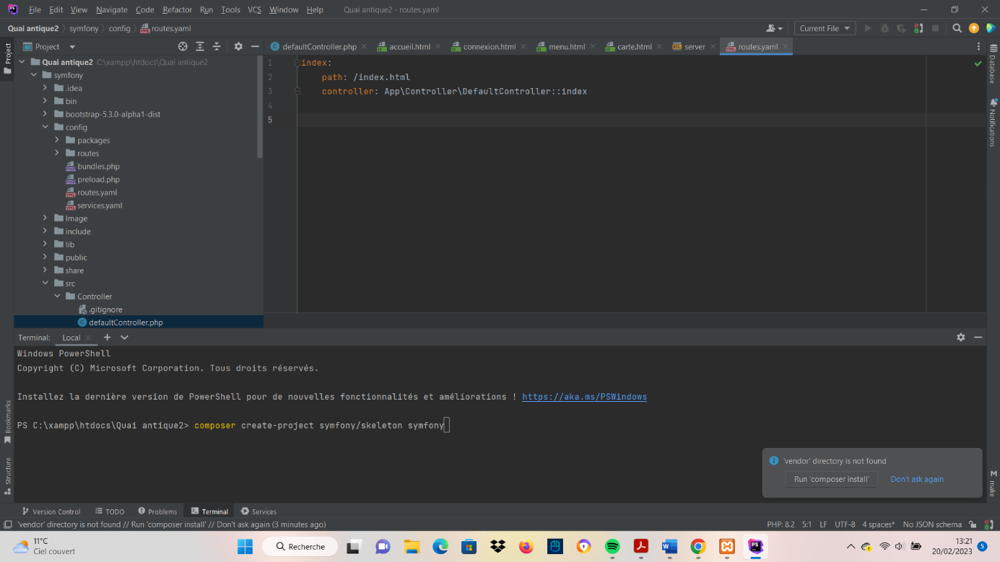 File Edit View Navigate Code Refactor Run Tools VCS Window Help Quai antique2 - routes.yaml
Quai antique2 symfony config routes.yaml Current File
Project defaultController.php accueil.html connexion.html menu.html carte.html server routes.yaml
Project
Quai antique2 C:\xampp\htdocs\Quai antique2
symfony
.idea
bin
bootstrap-5.3.0-alpha1-dist
config
packages
routes
bundles.php
preload.php
routes.yaml
services.yaml
Image
include
lib
public
share
src
Controller
.gitignore
defaultController.php
1 index:
2 path: /index.html
3 controller: App\Controller\DefaultController::index
4
5
Database
Notifications
make
Bookmarks
Structure
Terminal: Local
Windows PowerShell
Copyright (C) Microsoft Corporation. Tous droits réservés.
Installez la dernière version de PowerShell pour de nouvelles fonctionnalités et améliorations ! https://aka.ms/PSWindows
PS C:\xampp\htdocs\Quai antique2> composer create-project symfony/skeleton symfony
'vendor' directory is not found
Run 'composer install' Don't ask again
Version Control TODO Problems Terminal Services
'vendor' directory is not found // Run 'composer install' // Don't ask again (3 minutes ago) PHP: 8.2 5:1 LF UTF-8 4 spaces* No JSON schema
11°C
Ciel couvert
Recherche
13:21
20/02/2023
5